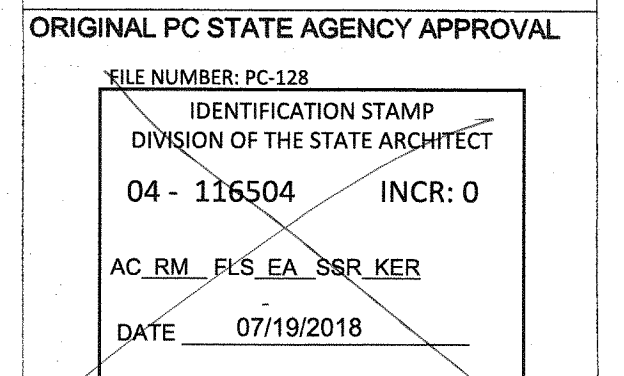 ORIGINAL PC STATE AGENCY APPROVAL
FILE NUMBER: PC-128
IDENTIFICATION STAMP
DIVISION OF THE STATE ARCHITECT
04 - 116504 INCR: 0
AC RM FLS EA SSR KER
DATE 07/19/2018